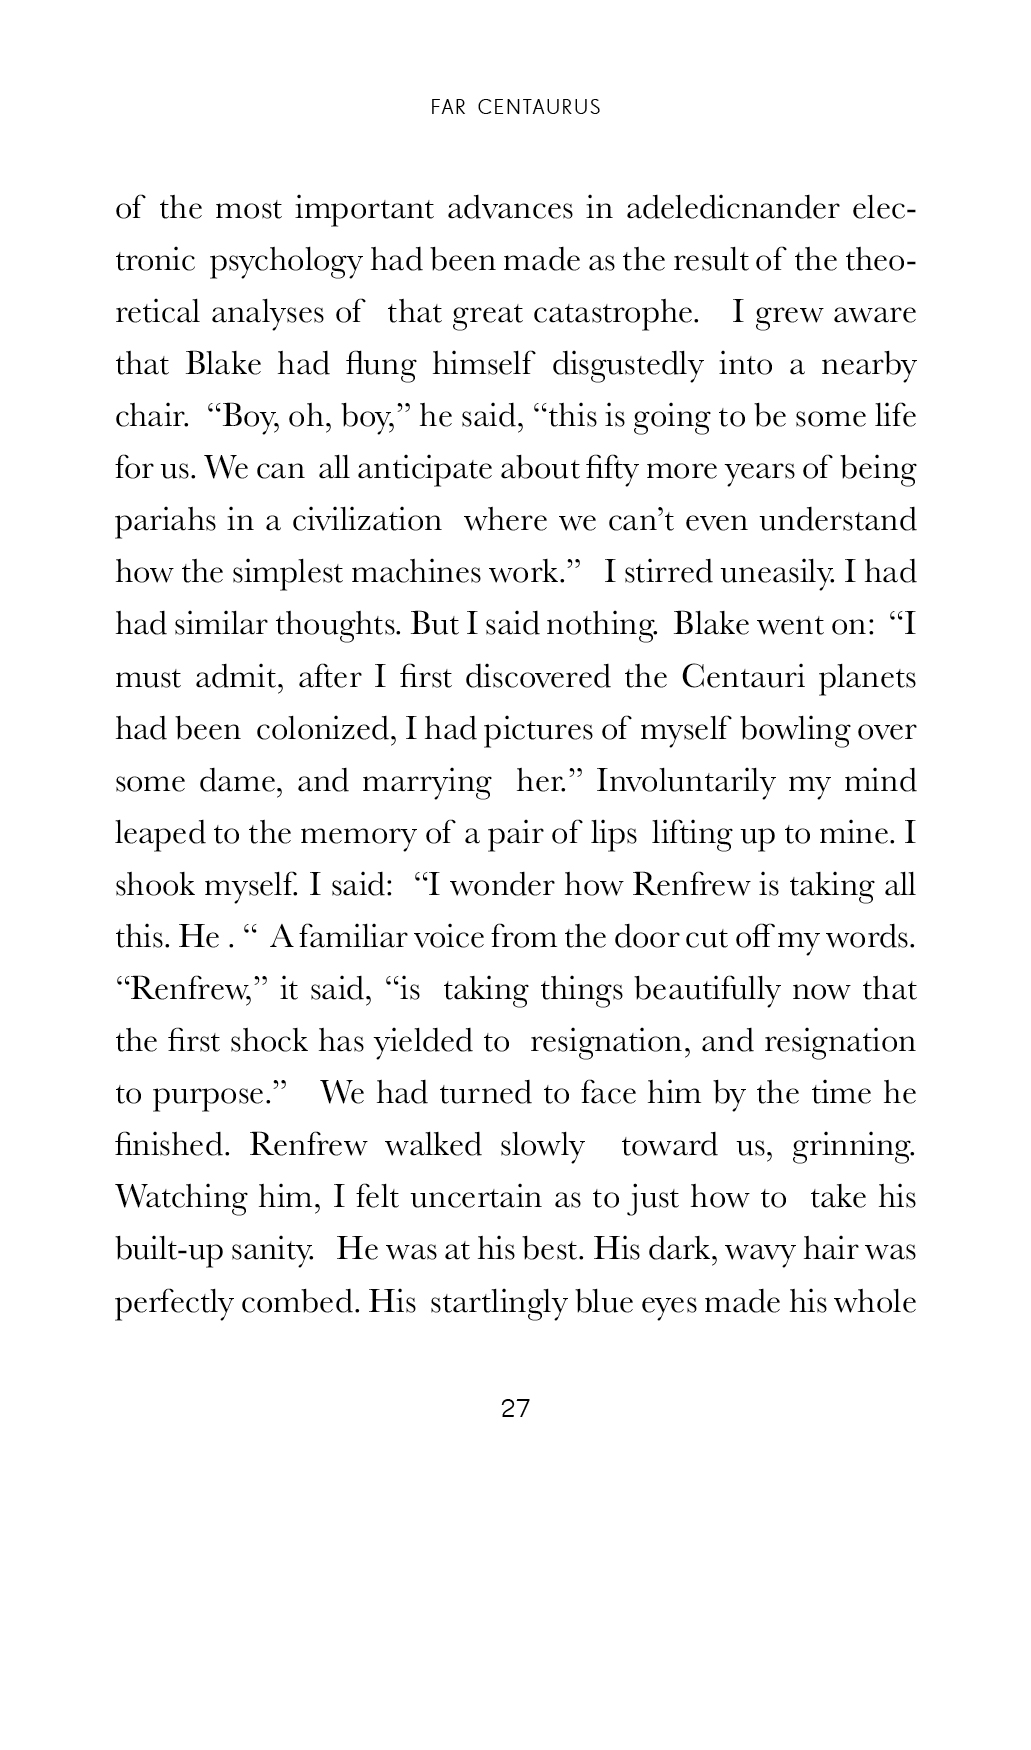 FAR CENTAURUS
of the most important advances in adeledicnander elec-
tronic psychology had been made as the result of the theo-
retical analyses of that great catastrophe. I grew aware
that Blake had flung himself disgustedly into a nearby
chair. “Boy, oh, boy,” he said, “this is going to be some life
for us. We can all anticipate about fifty more years of being
pariahs in a civilization where we can’t even understand
how the simplest machines work.” I stirred uneasily. I had
had similar thoughts. But I said nothing. Blake went on: “I
must admit, after I first discovered the Centauri planets
had been colonized, I had pictures of myself bowling over
some dame, and marrying her.” Involuntarily my mind
leaped to the memory of a pair of lips lifting up to mine. I
shook myself. I said: “I wonder how Renfrew is taking all
this. He . “ A familiar voice from the door cut off my words.
“Renfrew,” it said, “is taking things beautifully now that
the first shock has yielded to resignation, and resignation
to purpose.” We had turned to face him by the time he
finished. Renfrew walked slowly toward us, grinning.
Watching him, I felt uncertain as to just how to take his
built-up sanity. He was at his best. His dark, wavy hair was
perfectly combed. His startlingly blue eyes made his whole
27